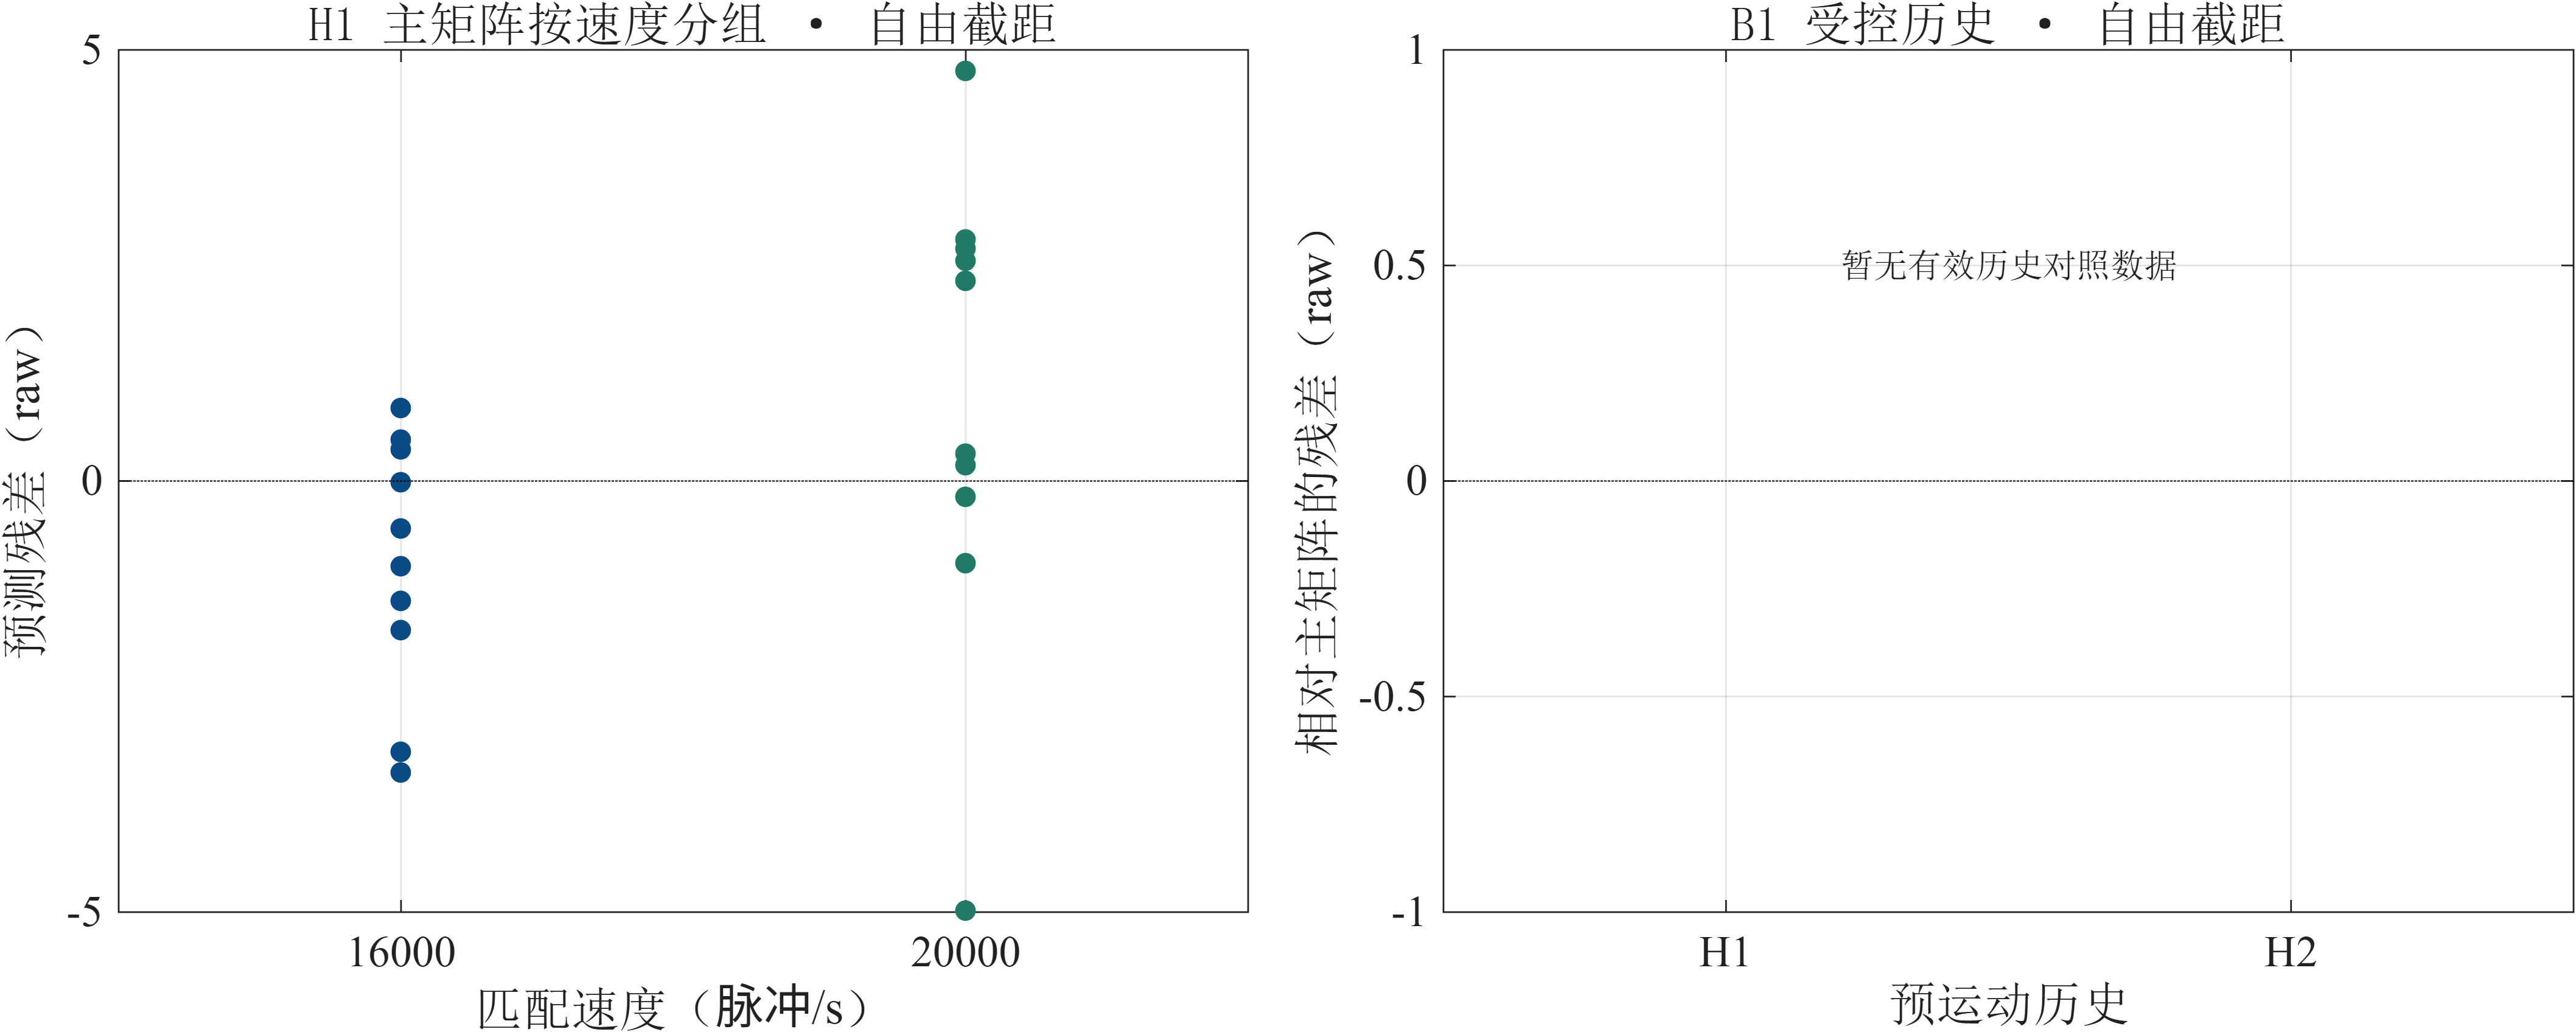 H1 主矩阵按速度分组 · 自由截距
5
0
-5
预测残差（raw）
16000
20000
匹配速度（脉冲/s）
B1 受控历史 · 自由截距
1
0.5
0
-0.5
-1
相对主矩阵的残差（raw）
暂无有效历史对照数据
H1
H2
预运动历史